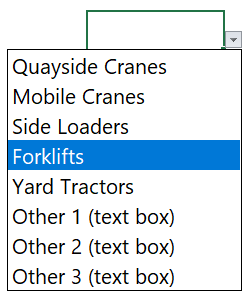 Quayside Cranes
Mobile Cranes
Side Loaders
Forklifts
Yard Tractors
Other 1 (text box)
Other 2 (text box)
Other 3 (text box)